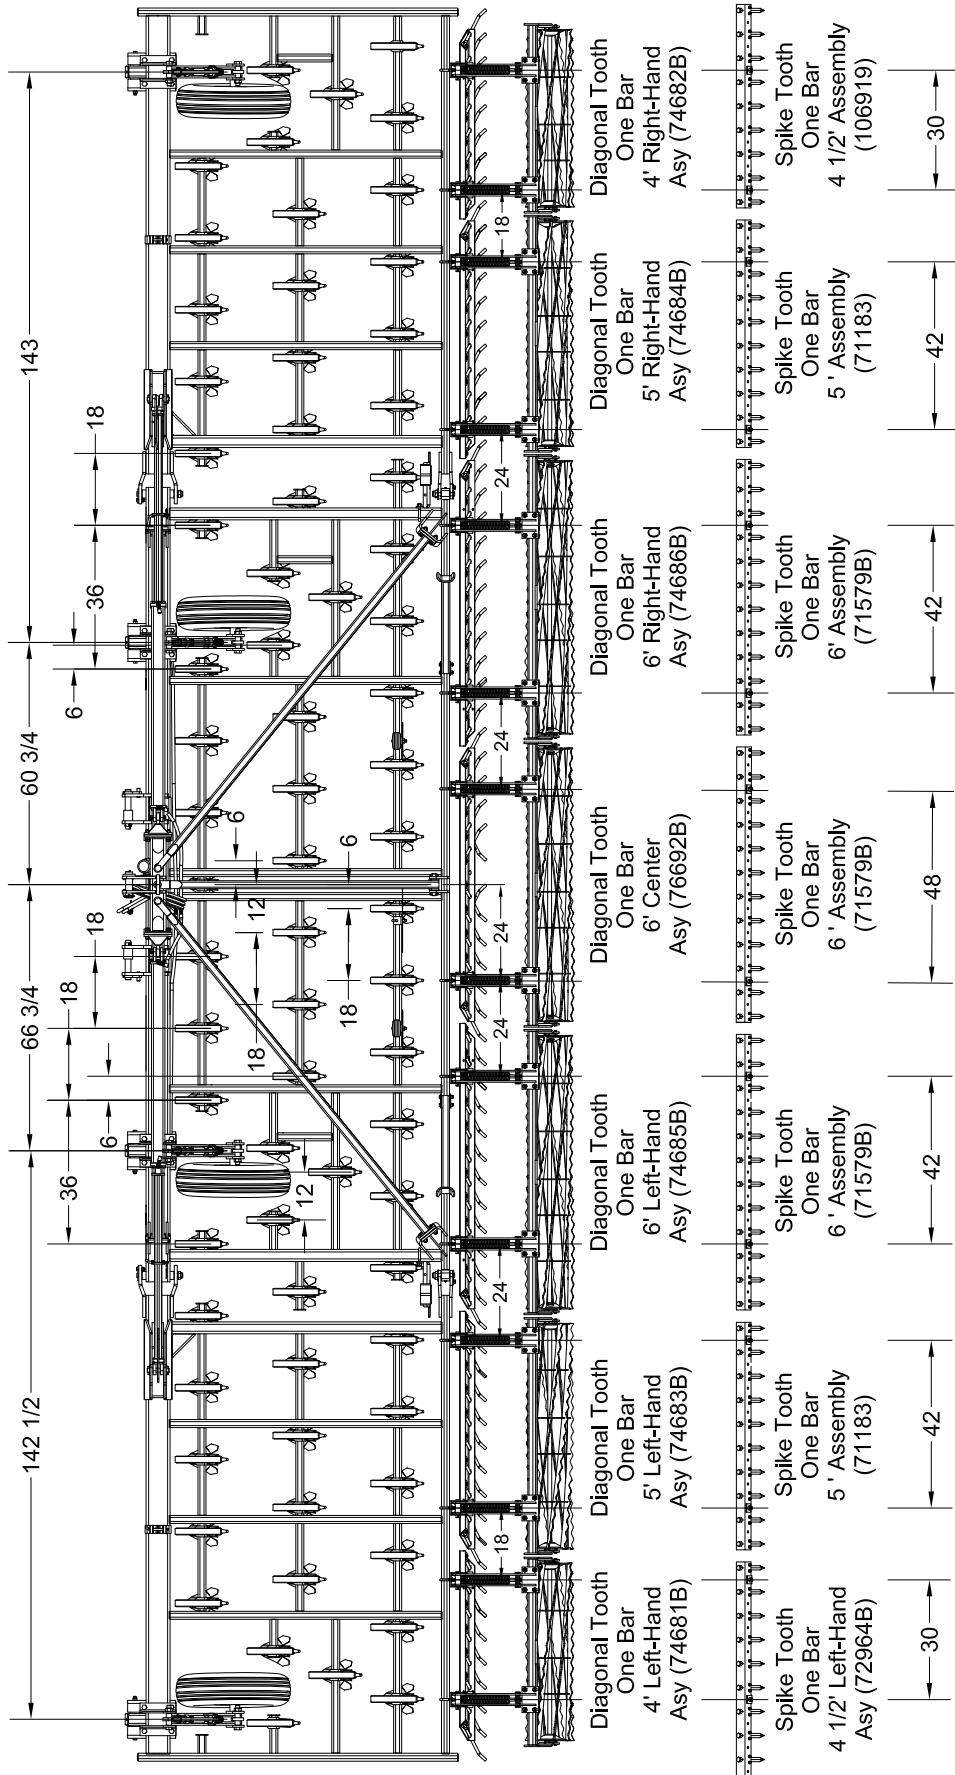 142 1/2
66 3/4
60 3/4
143
36
6
18
18
6
36
18
12
18
12
6
18
6
18
24
24
24
24
24
18
Diagonal Tooth
One Bar
4' Left-Hand
Asy (74681B)
Diagonal Tooth
One Bar
5' Left-Hand
Asy (74683B)
Diagonal Tooth
One Bar
6' Left-Hand
Asy (74685B)
Diagonal Tooth
One Bar
6' Center
Asy (76692B)
Diagonal Tooth
One Bar
6' Right-Hand
Asy (74686B)
Diagonal Tooth
One Bar
5' Right-Hand
Asy (74684B)
Diagonal Tooth
One Bar
4' Right-Hand
Asy (74682B)
Spike Tooth
One Bar
4 1/2' Left-Hand
Asy (72964B)
Spike Tooth
One Bar
5 ' Assembly
(71183)
Spike Tooth
One Bar
6 ' Assembly
(71579B)
Spike Tooth
One Bar
6 ' Assembly
(71579B)
Spike Tooth
One Bar
6' Assembly
(71579B)
Spike Tooth
One Bar
5 ' Assembly
(71183)
Spike Tooth
One Bar
4 1/2' Assembly
(106919)
30
42
42
48
42
42
30